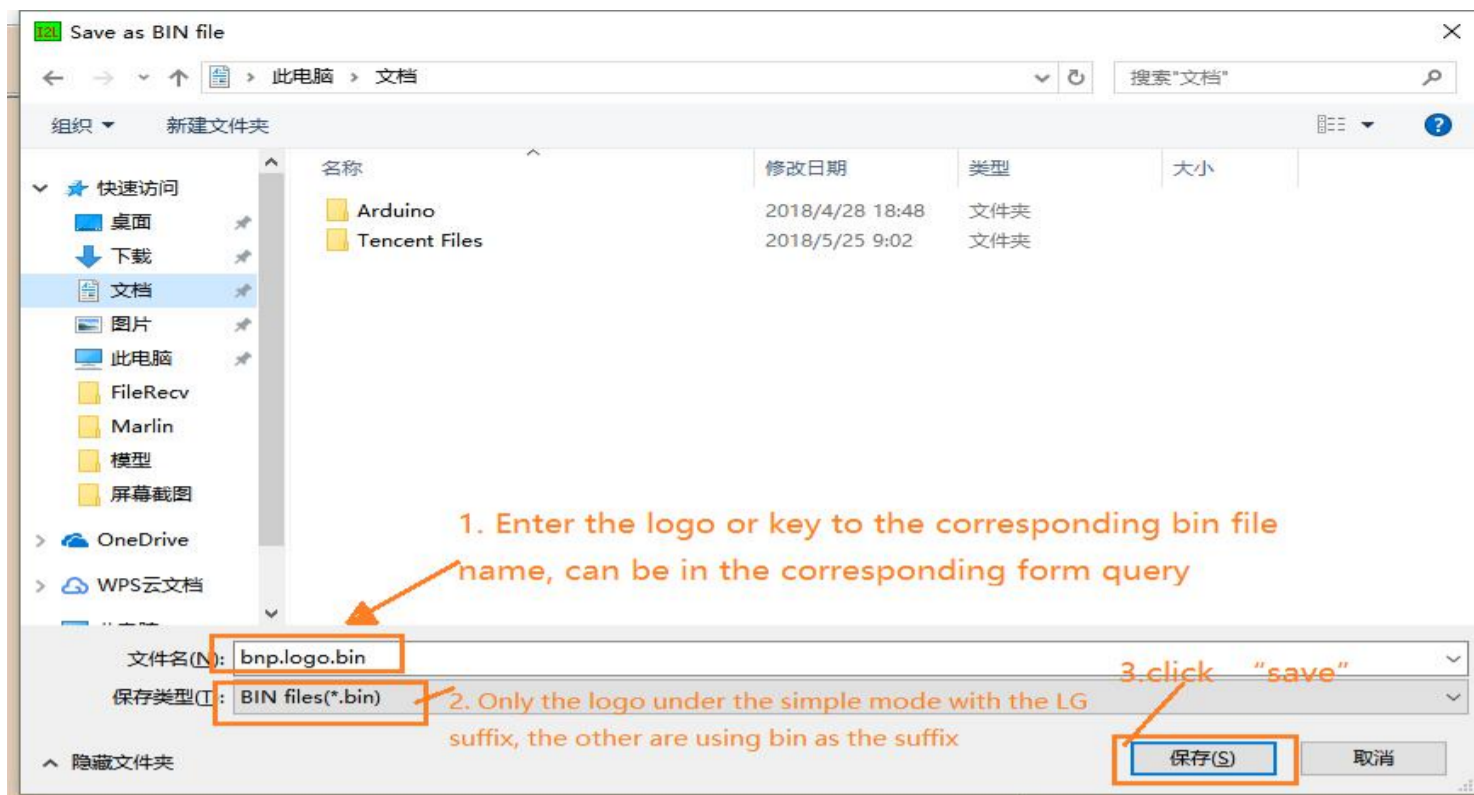 I2L Save as BIN file
此电脑 > 文档
搜索"文档"
组织
新建文件夹
名称 修改日期 类型 大小
快速访问
桌面
下载
文档
图片
此电脑
FileRecv
Marlin
模型
屏幕截图
OneDrive
WPS云文档
Arduino 2018/4/28 18:48 文件夹
Tencent Files 2018/5/25 9:02 文件夹
1. Enter the logo or key to the corresponding bin file
name, can be in the corresponding form query
文件名(N): bnp.logo.bin
保存类型(T): BIN files(*.bin)
2. Only the logo under the simple mode with the LG
suffix, the other are using bin as the suffix
3.click “save”
隐藏文件夹
保存(S)
取消